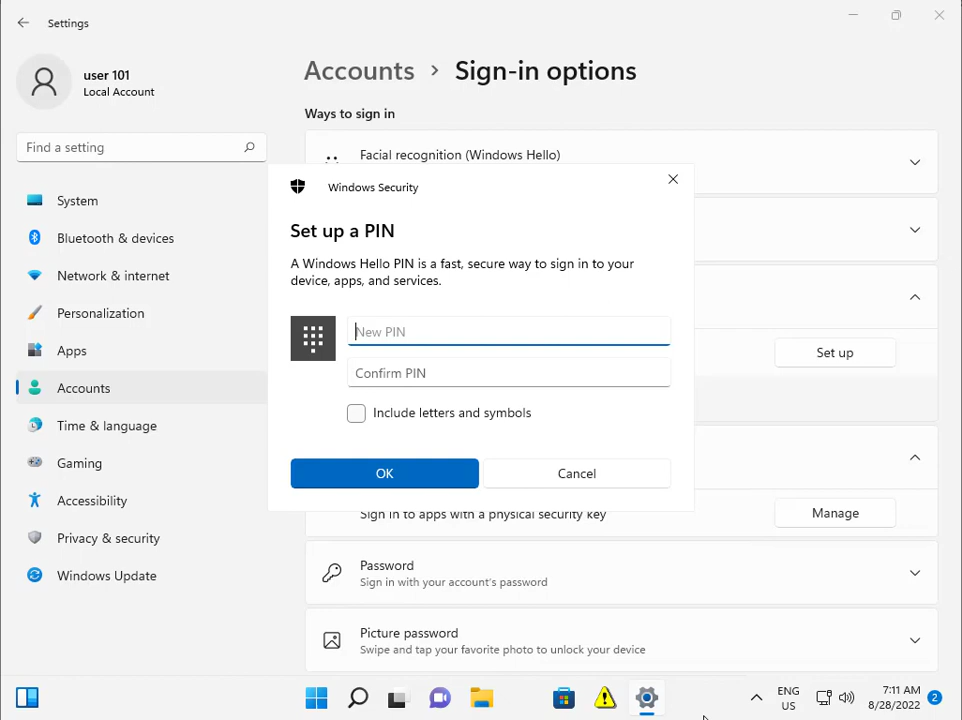 Settings
user 101
Local Account
Find a setting
System
Bluetooth & devices
Network & internet
Personalization
Apps
Accounts
Time & language
Gaming
Accessibility
Privacy & security
Windows Update
Accounts > Sign-in options
Ways to sign in
Facial recognition (Windows Hello)
Windows Security
Set up a PIN
A Windows Hello PIN is a fast, secure way to sign in to your
device, apps, and services.
New PIN
Confirm PIN
Include letters and symbols
OK
Cancel
Set up
Sign in to apps with a physical security key
Manage
Password
Sign in with your account's password
Picture password
Swipe and tap your favorite photo to unlock your device
ENG
US
7:11 AM
8/28/2022
2